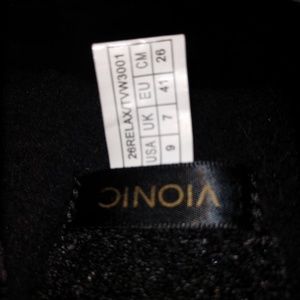 26RELAX/TVW3001
USA UK EU CM
9 7 41 26
VIONIC